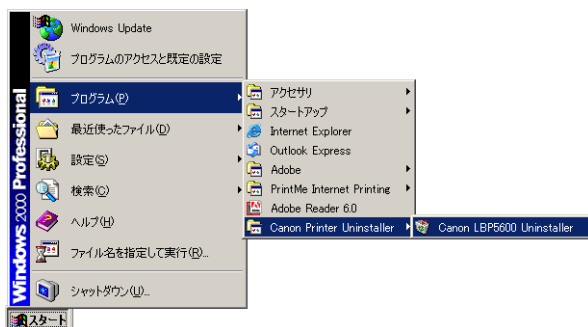 Windows 2000 Professional
Windows Update
プログラムのアクセスと既定の設定
プログラム(P)
最近使ったファイル(D)
設定(S)
検索(C)
ヘルプ(H)
ファイル名を指定して実行(R)...
シャットダウン(U)...
スタート
アクセサリ
スタートアップ
Internet Explorer
Outlook Express
Adobe
PrintMe Internet Printing
Adobe Reader 6.0
Canon Printer Uninstaller
Canon LBP5600 Uninstaller